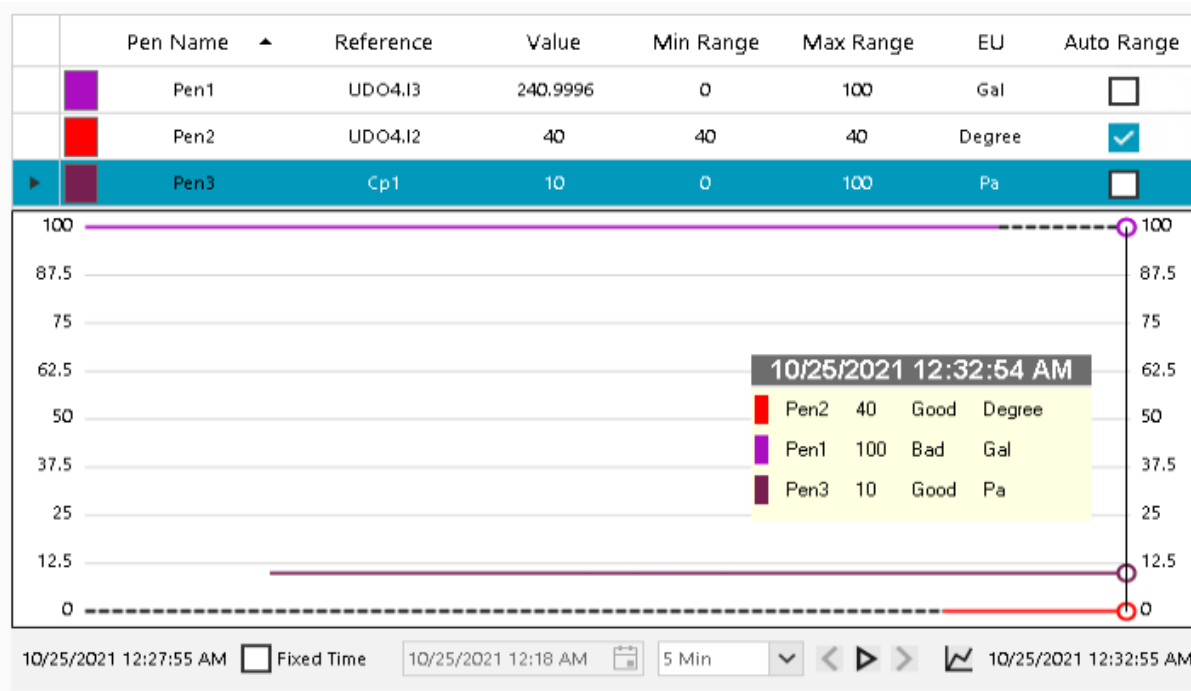 Pen Name Reference Value Min Range Max Range EU Auto Range
Pen1 UDO4.I3 240.9996 0 100 Gal
Pen2 UDO4.I2 40 40 40 Degree
Pen3 Cp1 10 0 100 Pa
100 100
87.5 87.5
75 75
10/25/2021 12:32:54 AM
62.5 62.5
Pen2 40 Good Degree
50 50
Pen1 100 Bad Gal
37.5 37.5
Pen3 10 Good Pa
25 25
12.5 12.5
0 0
10/25/2021 12:27:55 AM Fixed Time 10/25/2021 12:18 AM 5 Min 10/25/2021 12:32:55 AM